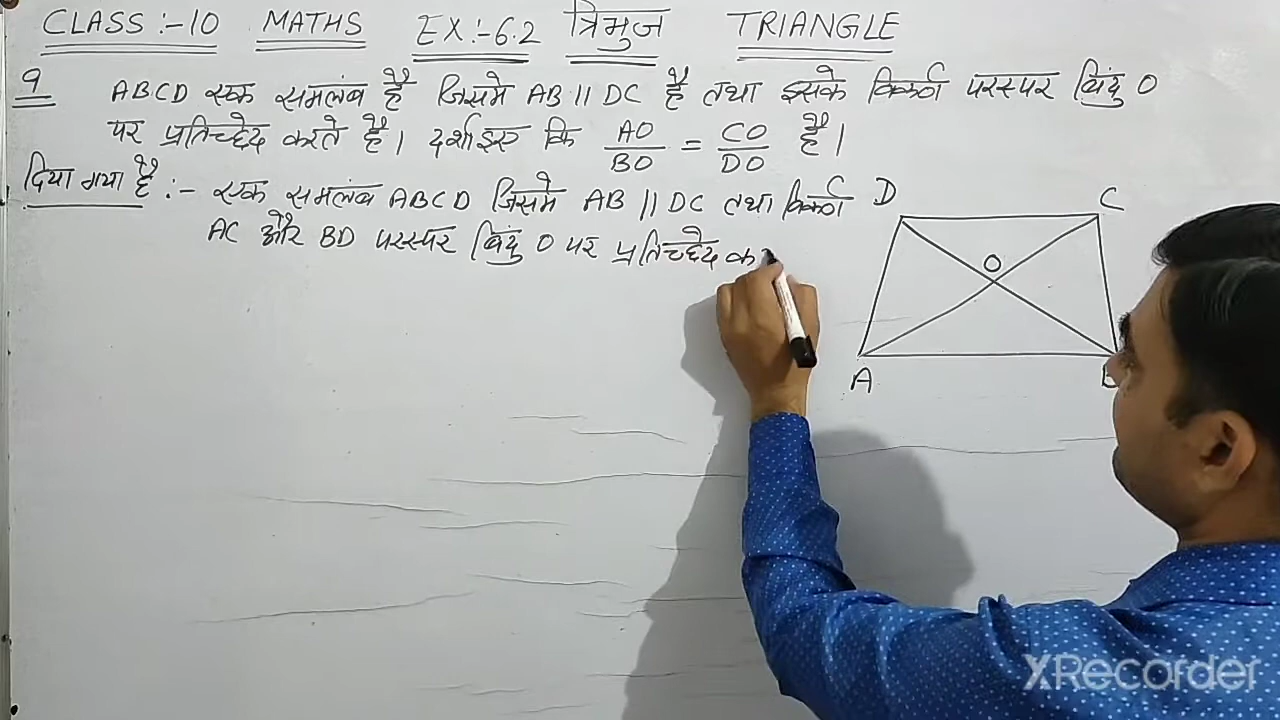 CLASS :- 10 MATHS EX :- 6.2 त्रिभुज TRIANGLE
9 ABCD एक समलंब है जिसमे AB || DC है तथा इसके विकर्ण परस्पर बिंदु O
पर प्रतिच्छेद करते है। दर्शाइए कि AO/BO = CO/DO है।
दिया गया है :- एक समलंब ABCD जिसमे AB || DC तथा विकर्ण
AC और BD परस्पर बिंदु O पर प्रतिच्छेद क
D C
O
A
XRecorder